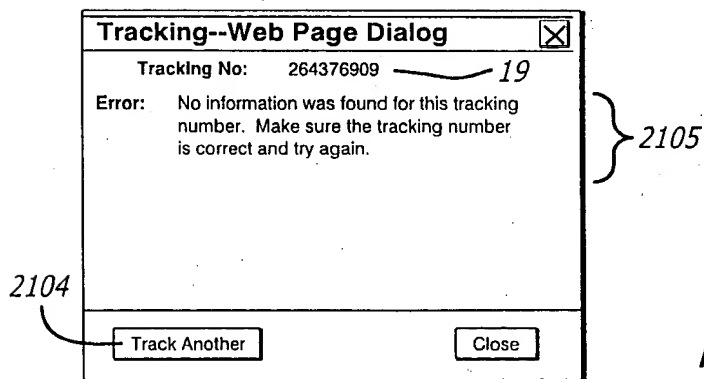 Tracking--Web Page Dialog
Tracking No: 264376909 19
Error: No information was found for this tracking
number. Make sure the tracking number
is correct and try again.
2105
2104
Track Another Close